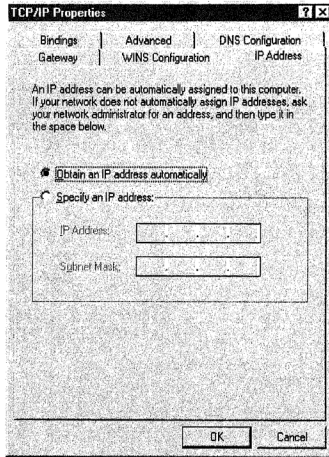 TCP/IP Properties
Bindings Advanced DNS Configuration
Gateway WINS Configuration IP Address
An IP address can be automatically assigned to this computer.
If your network does not automatically assign IP addresses, ask
your network administrator for an address, and then type it in
the space below.
Obtain an IP address automatically
Specify an IP address:
IP Address:
Subnet Mask:
OK Cancel